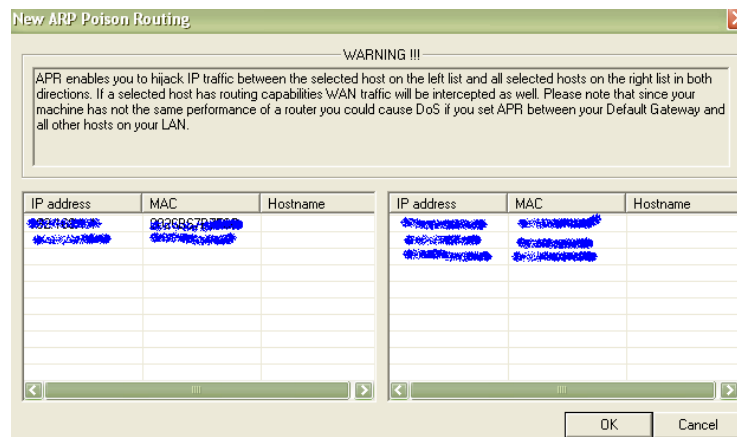 New ARP Poison Routing
WARNING !!!
APR enables you to hijack IP traffic between the selected host on the left list and all selected hosts on the right list in both
directions. If a selected host has routing capabilities WAN traffic will be intercepted as well. Please note that since your
machine has not the same performance of a router you could cause DoS if you set APR between your Default Gateway and
all other hosts on your LAN.
IP address MAC Hostname IP address MAC Hostname
OK Cancel